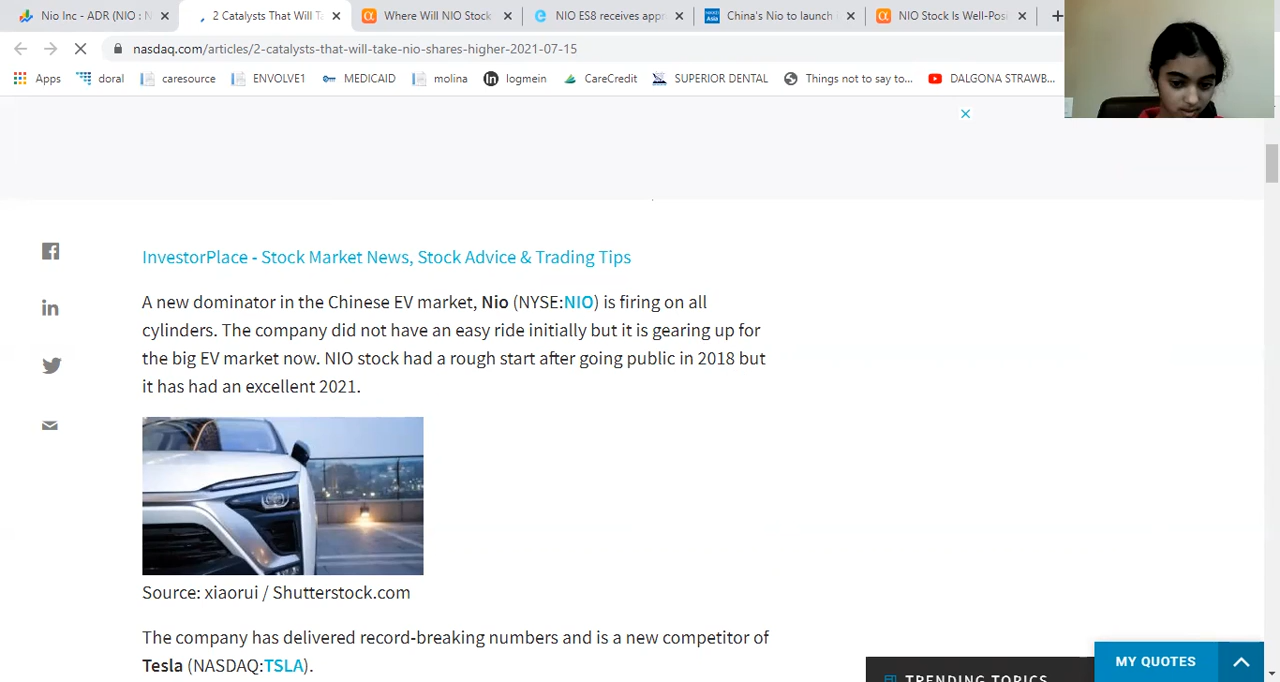 Nio Inc - ADR (NIO : N
2 Catalysts That Will T
Where Will NIO Stock
NIO ES8 receives appr
China's Nio to launch
NIO Stock Is Well-Pos
nasdaq.com/articles/2-catalysts-that-will-take-nio-shares-higher-2021-07-15
Apps doral caresource ENVOLVE1 MEDICAID molina logmein CareCredit SUPERIOR DENTAL Things not to say to... DALGONA STRAWB...
InvestorPlace - Stock Market News, Stock Advice & Trading Tips
A new dominator in the Chinese EV market, Nio (NYSE:NIO) is firing on all
cylinders. The company did not have an easy ride initially but it is gearing up for
the big EV market now. NIO stock had a rough start after going public in 2018 but
it has had an excellent 2021.
Source: xiaorui / Shutterstock.com
The company has delivered record-breaking numbers and is a new competitor of
Tesla (NASDAQ:TSLA).
TRENDING TOPICS
MY QUOTES